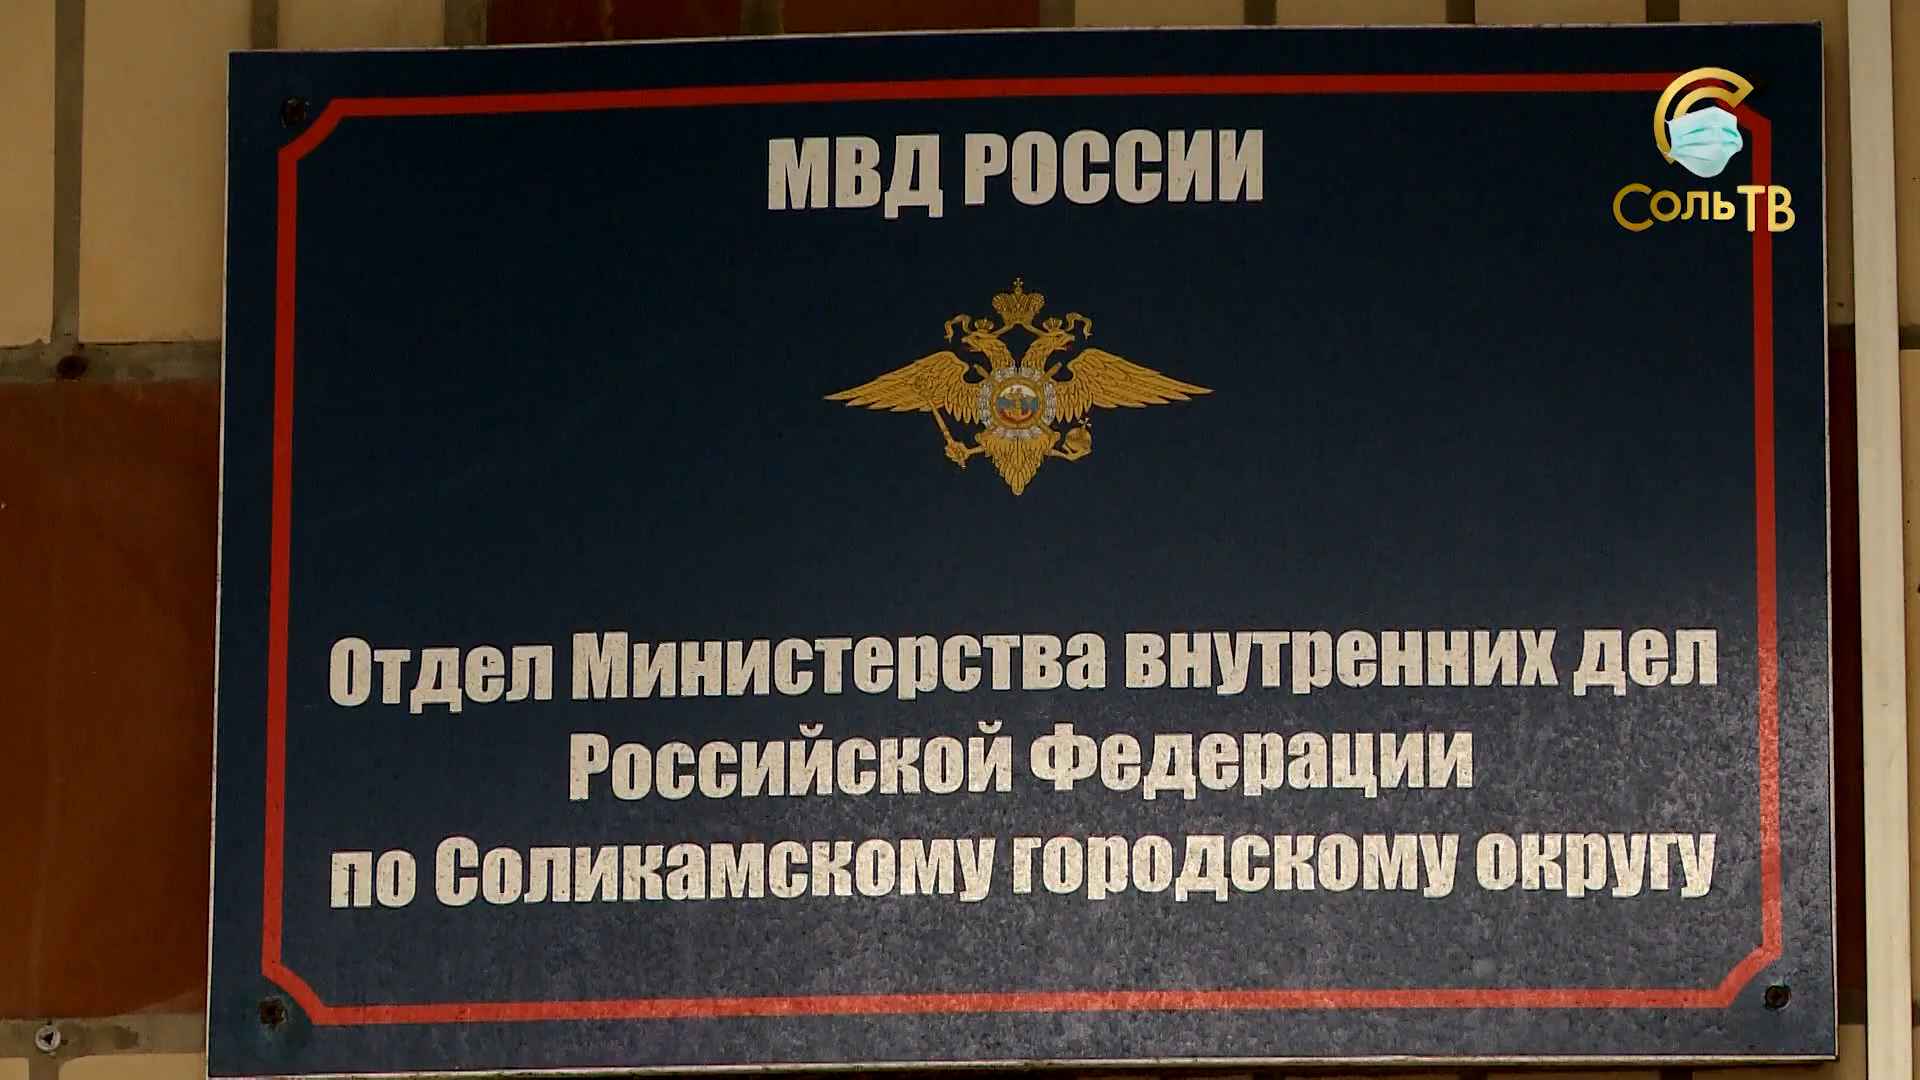 МВД РОССИИ
СольТВ
Отдел Министерства внутренних дел
Российской Федерации
по Соликамскому городскому округу